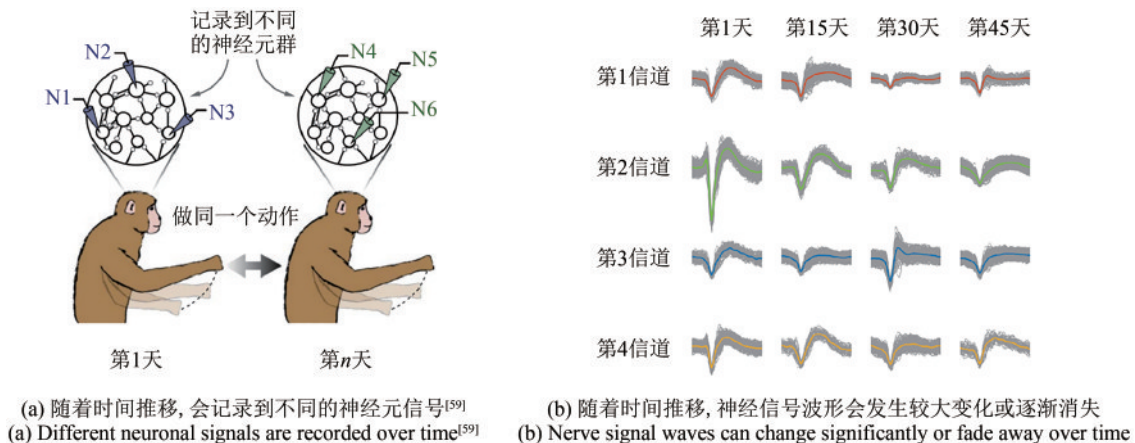 记录到不同
的神经元群
N2
N1
N3
N4
N5
N6
做同一个动作
第1天
第n天
(a) 随着时间推移, 会记录到不同的神经元信号[59]
(a) Different neuronal signals are recorded over time[59]
第1天 第15天 第30天 第45天
第1信道
第2信道
第3信道
第4信道
(b) 随着时间推移, 神经信号波形会发生较大变化或逐渐消失
(b) Nerve signal waves can change significantly or fade away over time